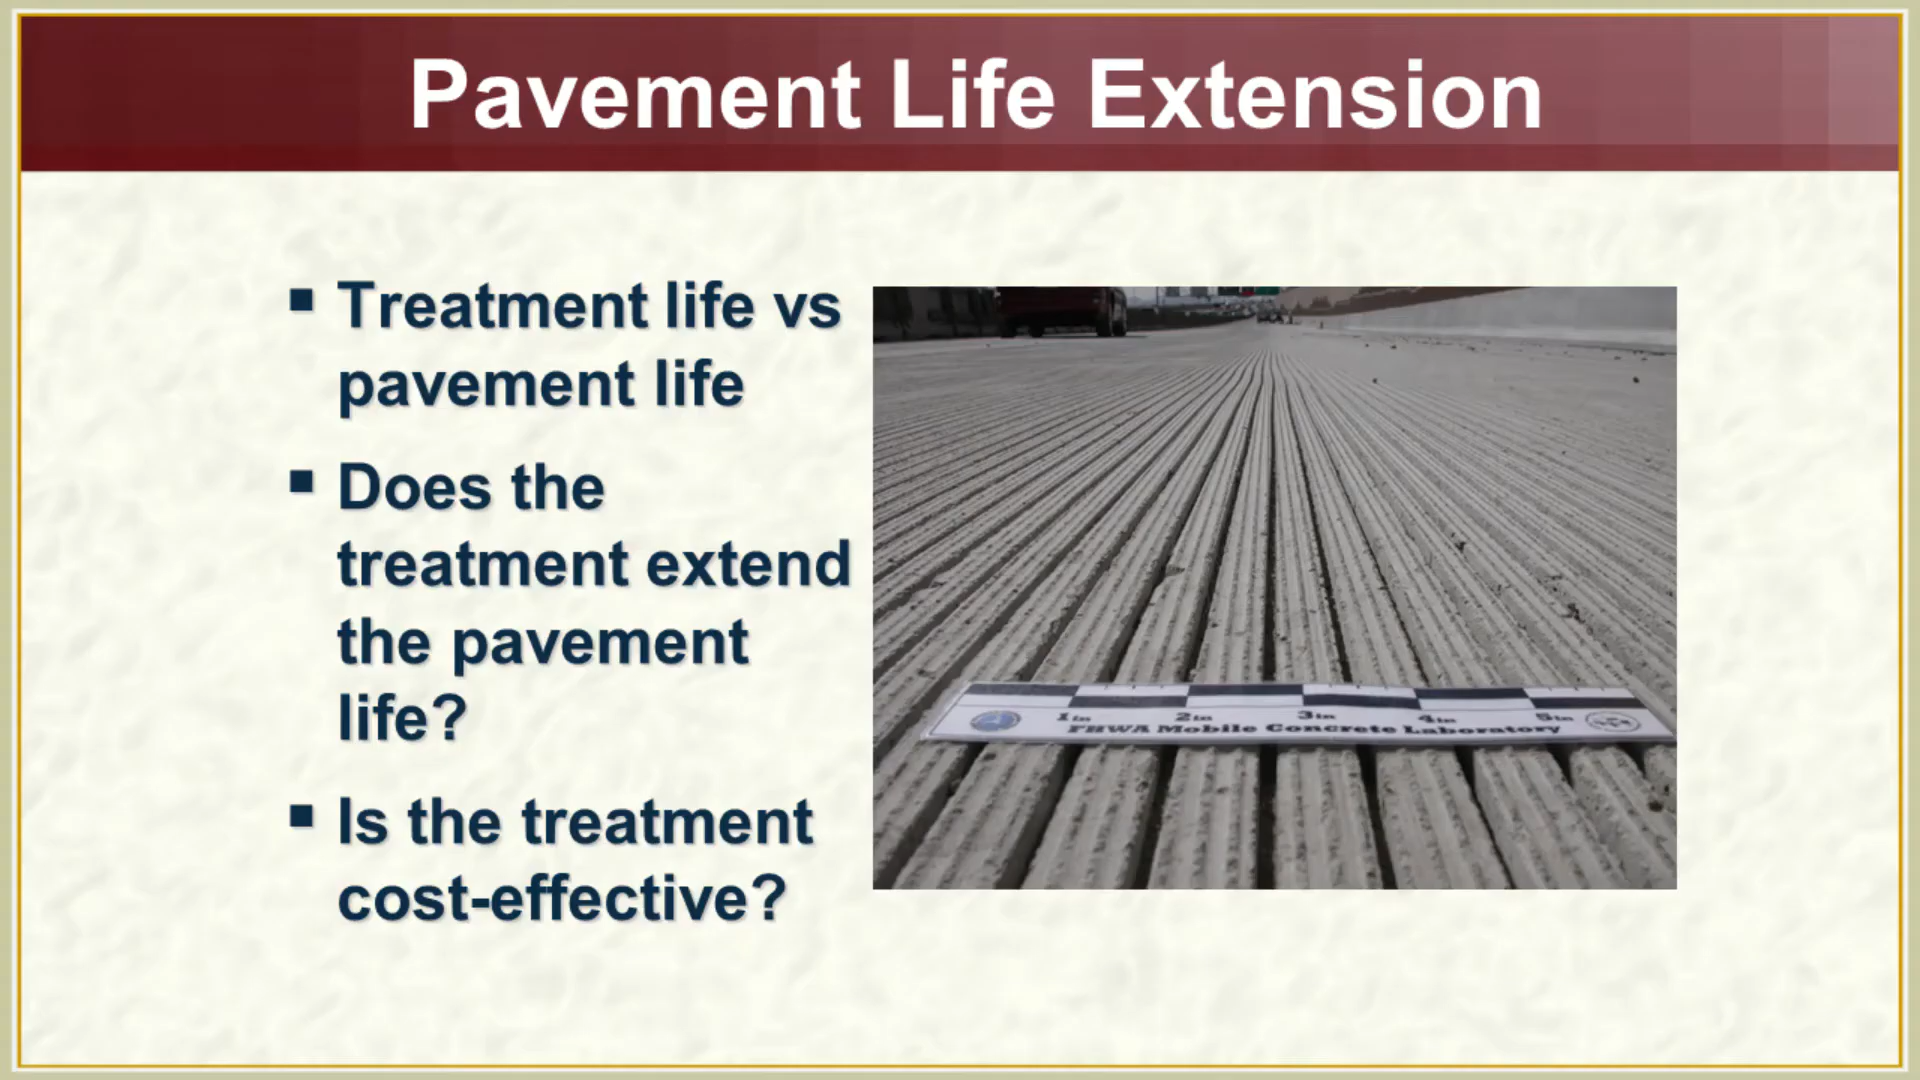 Pavement Life Extension
▪ Treatment life vs
pavement life
▪ Does the
treatment extend
the pavement
life?
▪ Is the treatment
cost-effective?
1in 2in 3in 4in 5in
FHWA Mobile Concrete Laboratory